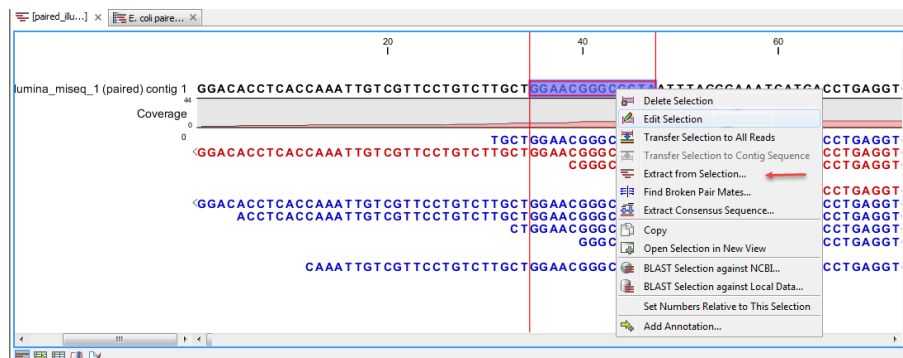 [paired_illu...] E. coli paire...
20 40 60
lumina_miseq_1 (paired) contig 1 GGACACCTCACCAAATTGTCGTTCCTGTCTTGCTGGAACGGGCCCTAATTTAGGGAAATCATGACCTGAGGT
44
Coverage
0
0
TGCTGGAACGGGC CCTGAGGT
<GGACACCTCACCAAATTGTCGTTCCTGTCTTGCTGGAACGGGC
CGGGC
CCTGAGGT
<GGACACCTCACCAAATTGTCGTTCCTGTCTTGCTGGAACGGGC CCTGAGGT
ACCTCACCAAATTGTCGTTCCTGTCTTGCTGGAACGGGC CCTGAGGT
CTGGAACGGGC CCTGAGGT
GGGC CCTGAGGT
CAAATTGTCGTTCCTGTCTTGCTGGAACGGGC CCTGAGGT
Delete Selection
Edit Selection
Transfer Selection to All Reads
Transfer Selection to Contig Sequence
Extract from Selection...
Find Broken Pair Mates...
Extract Consensus Sequence...
Copy
Open Selection in New View
BLAST Selection against NCBI...
BLAST Selection against Local Data...
Set Numbers Relative to This Selection
Add Annotation...